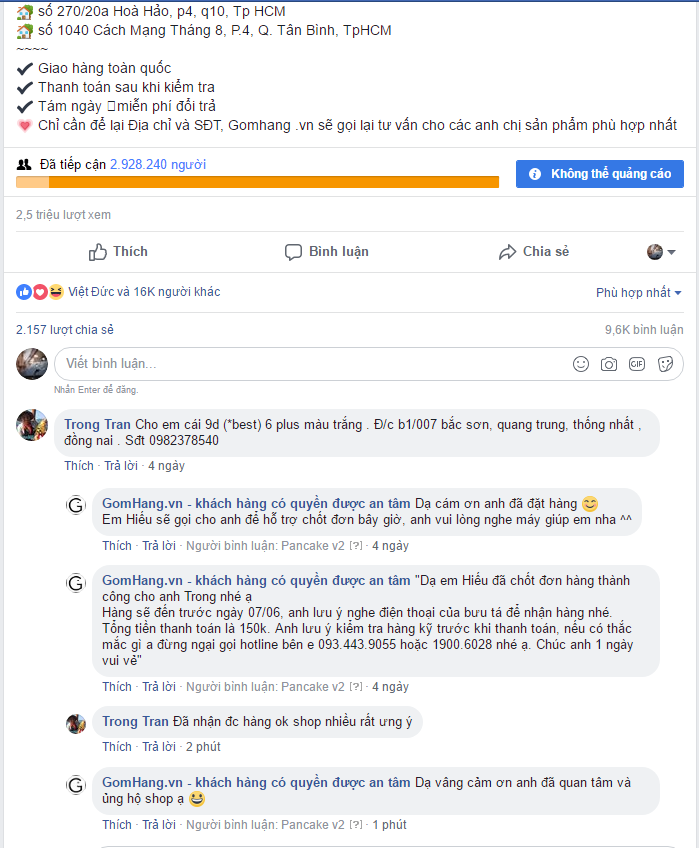 số 270/20a Hoà Hảo, p4, q10, Tp HCM
số 1040 Cách Mạng Tháng 8, P.4, Q. Tân Bình, TpHCM
~~~~
✔ Giao hàng toàn quốc
✔ Thanh toán sau khi kiểm tra
✔ Tám ngày miễn phí đổi trả
💗 Chỉ cần để lại Địa chỉ và SĐT, Gomhang .vn sẽ gọi lại tư vấn cho các anh chị sản phẩm phù hợp nhất
Đã tiếp cận 2.928.240 người
Không thể quảng cáo
2,5 triệu lượt xem
Thích
Bình luận
Chia sẻ
Việt Đức và 16K người khác
Phù hợp nhất
2.157 lượt chia sẻ
9,6K bình luận
Viết bình luận...
GIF
Nhấn Enter để đăng.
Trong Tran Cho em cái 9d (*best) 6 plus màu trắng . Đ/c b1/007 bắc sơn, quang trung, thống nhất ,
đồng nai . Sđt 0982378540
Thích · Trả lời · 4 ngày
GomHang.vn - khách hàng có quyền được an tâm Dạ cám ơn anh đã đặt hàng 😊
Em Hiếu sẽ gọi cho anh để hỗ trợ chốt đơn bây giờ, anh vui lòng nghe máy giúp em nha ^^
Thích · Trả lời · Người bình luận: Pancake v2 [?] · 4 ngày
GomHang.vn - khách hàng có quyền được an tâm "Dạ em Hiếu đã chốt đơn hàng thành
công cho anh Trong nhé ạ
Hàng sẽ đến trước ngày 07/06, anh lưu ý nghe điện thoại của bưu tá để nhận hàng nhé.
Tổng tiền thanh toán là 150k. Anh lưu ý kiểm tra hàng kỹ trước khi thanh toán, nếu có thắc
mắc gì a đừng ngại gọi hotline bên e 093.443.9055 hoặc 1900.6028 nhé ạ. Chúc anh 1 ngày
vui vẻ"
Thích · Trả lời · Người bình luận: Pancake v2 [?] · 4 ngày
Trong Tran Đã nhận đc hàng ok shop nhiều rất ưng ý
Thích · Trả lời · 2 phút
GomHang.vn - khách hàng có quyền được an tâm Dạ vâng cảm ơn anh đã quan tâm và
ủng hộ shop ạ 😀
Thích · Trả lời · Người bình luận: Pancake v2 [?] · 1 phút